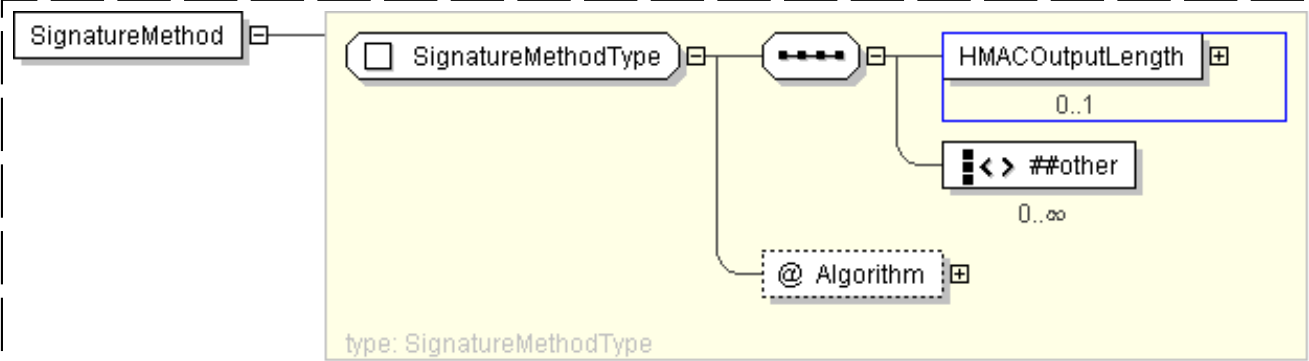 SignatureMethod
SignatureMethodType
HMACOutputLength
0..1
##other
0..∞
@ Algorithm
type: SignatureMethodType